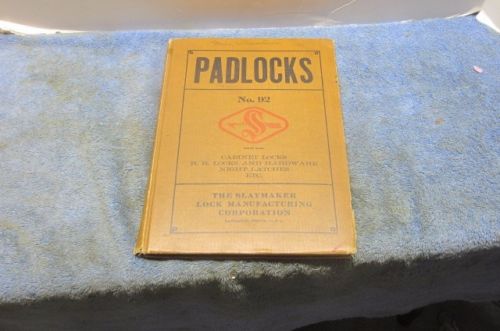 PADLOCKS
No. 92
S
CABINET LOCKS
R. R. LOCKS AND HARDWARE
NIGHT LATCHES
ETC.
THE SLAYMAKER
LOCK MANUFACTURING
CORPORATION